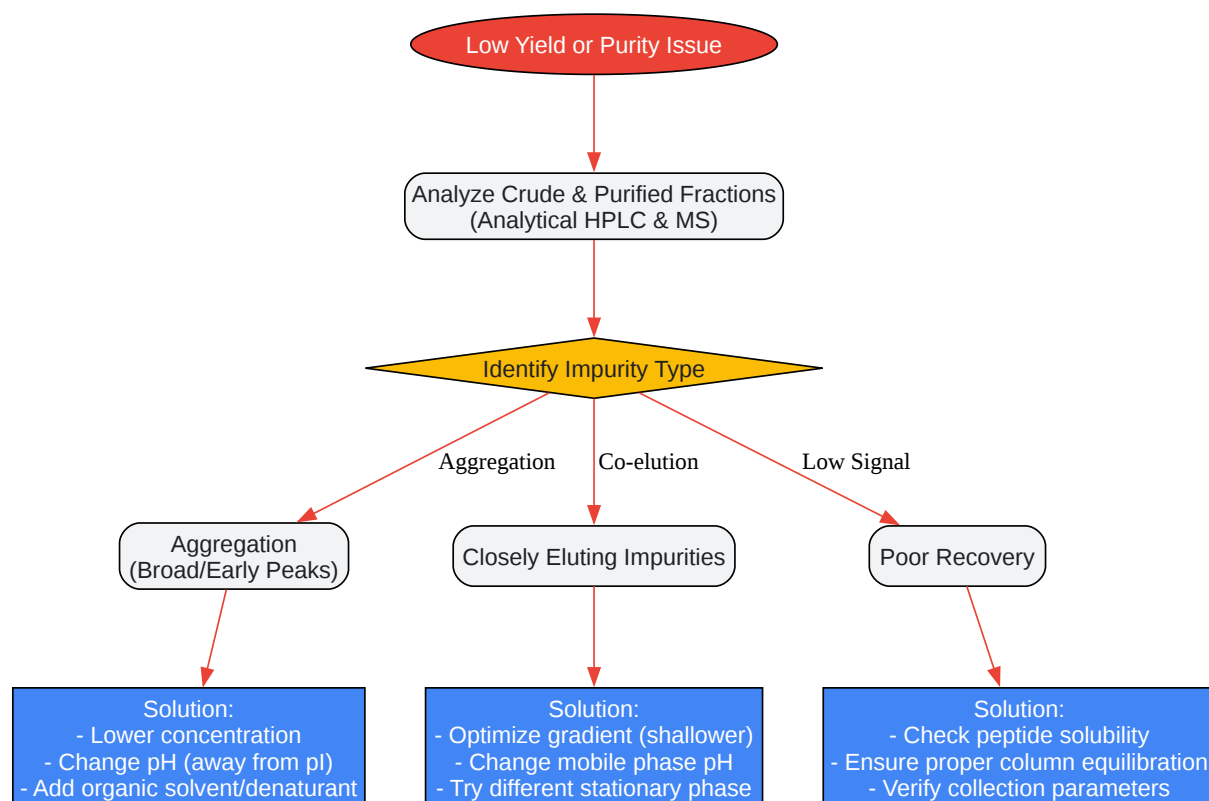 Low Yield or Purity Issue
Analyze Crude & Purified Fractions
(Analytical HPLC & MS)
Identify Impurity Type
Aggregation
Co-elution
Low Signal
Aggregation
(Broad/Early Peaks)
Closely Eluting Impurities
Poor Recovery
Solution:
- Lower concentration
- Change pH (away from pI)
- Add organic solvent/denaturant
Solution:
- Optimize gradient (shallower)
- Change mobile phase pH
- Try different stationary phase
Solution:
- Check peptide solubility
- Ensure proper column equilibration
- Verify collection parameters